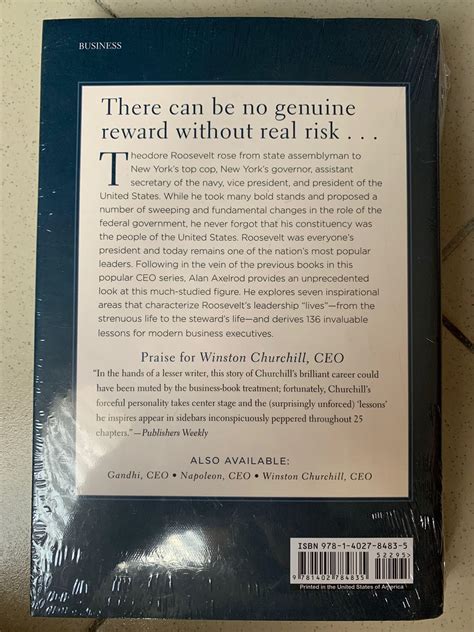 BUSINESS
There can be no genuine
reward without real risk . . .
Theodore Roosevelt rose from state assemblyman to
New York's top cop, New York's governor, assistant
secretary of the navy, vice president, and president of the
United States. While he took many bold stands and proposed a
number of sweeping and fundamental changes in the role of the
federal government, he never forgot that his constituency was
the people of the United States. Roosevelt was everyone's
president and today remains one of the nation's most popular
leaders. Following in the vein of the previous books in this
popular CEO series, Alan Axelrod provides an unprecedented
look at this much-studied figure. He explores seven inspirational
areas that characterize Roosevelt's leadership “lives”—from the
strenuous life to the steward's life—and derives 136 invaluable
lessons for modern business executives.
Praise for Winston Churchill, CEO
“In the hands of a lesser writer, this story of Churchill's brilliant career could
have been muted by the business-book treatment; fortunately, Churchill's
forceful personality takes center stage and the (surprisingly unforced) ‘lessons’
he inspires appear in sidebars inconspicuously peppered throughout 25
chapters.”—Publishers Weekly
ALSO AVAILABLE:
Gandhi, CEO • Napoleon, CEO • Winston Churchill, CEO
ISBN 978-1-4027-8483-5
52295
9 781402 784835
Printed in the United States of America